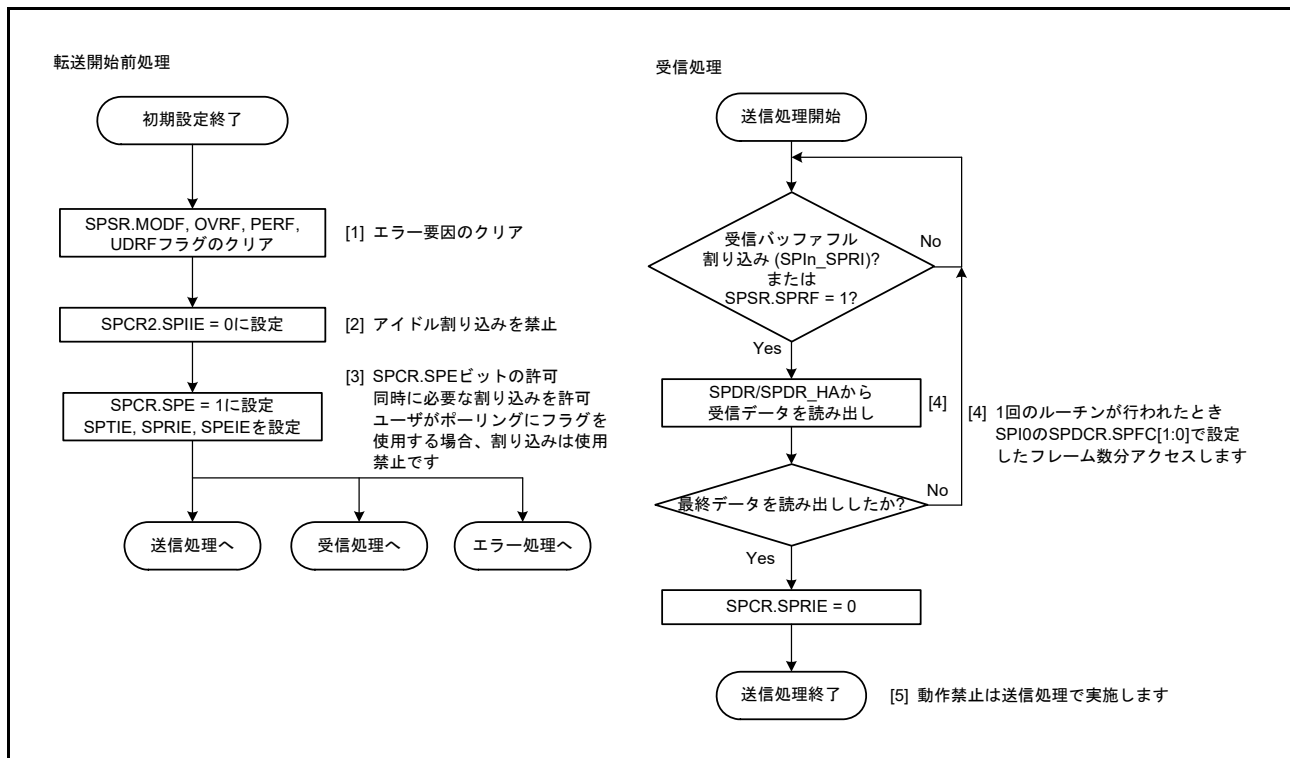 転送開始前処理
初期設定終了
SPSR.MODF, OVRF, PERF,
UDRFフラグのクリア
[1] エラー要因のクリア
SPCR2.SPIIE = 0に設定
[2] アイドル割り込みを禁止
SPCR.SPE = 1に設定
SPTIE, SPRIE, SPEIEを設定
[3] SPCR.SPEビットの許可
同時に必要な割り込みを許可
ユーザがポーリングにフラグを
使用する場合、割り込みは使用
禁止です
送信処理へ
受信処理へ
エラー処理へ
受信処理
送信処理開始
受信バッファフル
割り込み (SPIn_SPRI)?
または
SPSR.SPRF = 1?
No
Yes
SPDR/SPDR_HAから
受信データを読み出し
[4]
[4] 1回のルーチンが行われたとき
SPI0のSPDCR.SPFC[1:0]で設定
したフレーム数分アクセスします
最終データを読み出ししたか?
No
Yes
SPCR.SPRIE = 0
送信処理終了
[5] 動作禁止は送信処理で実施します